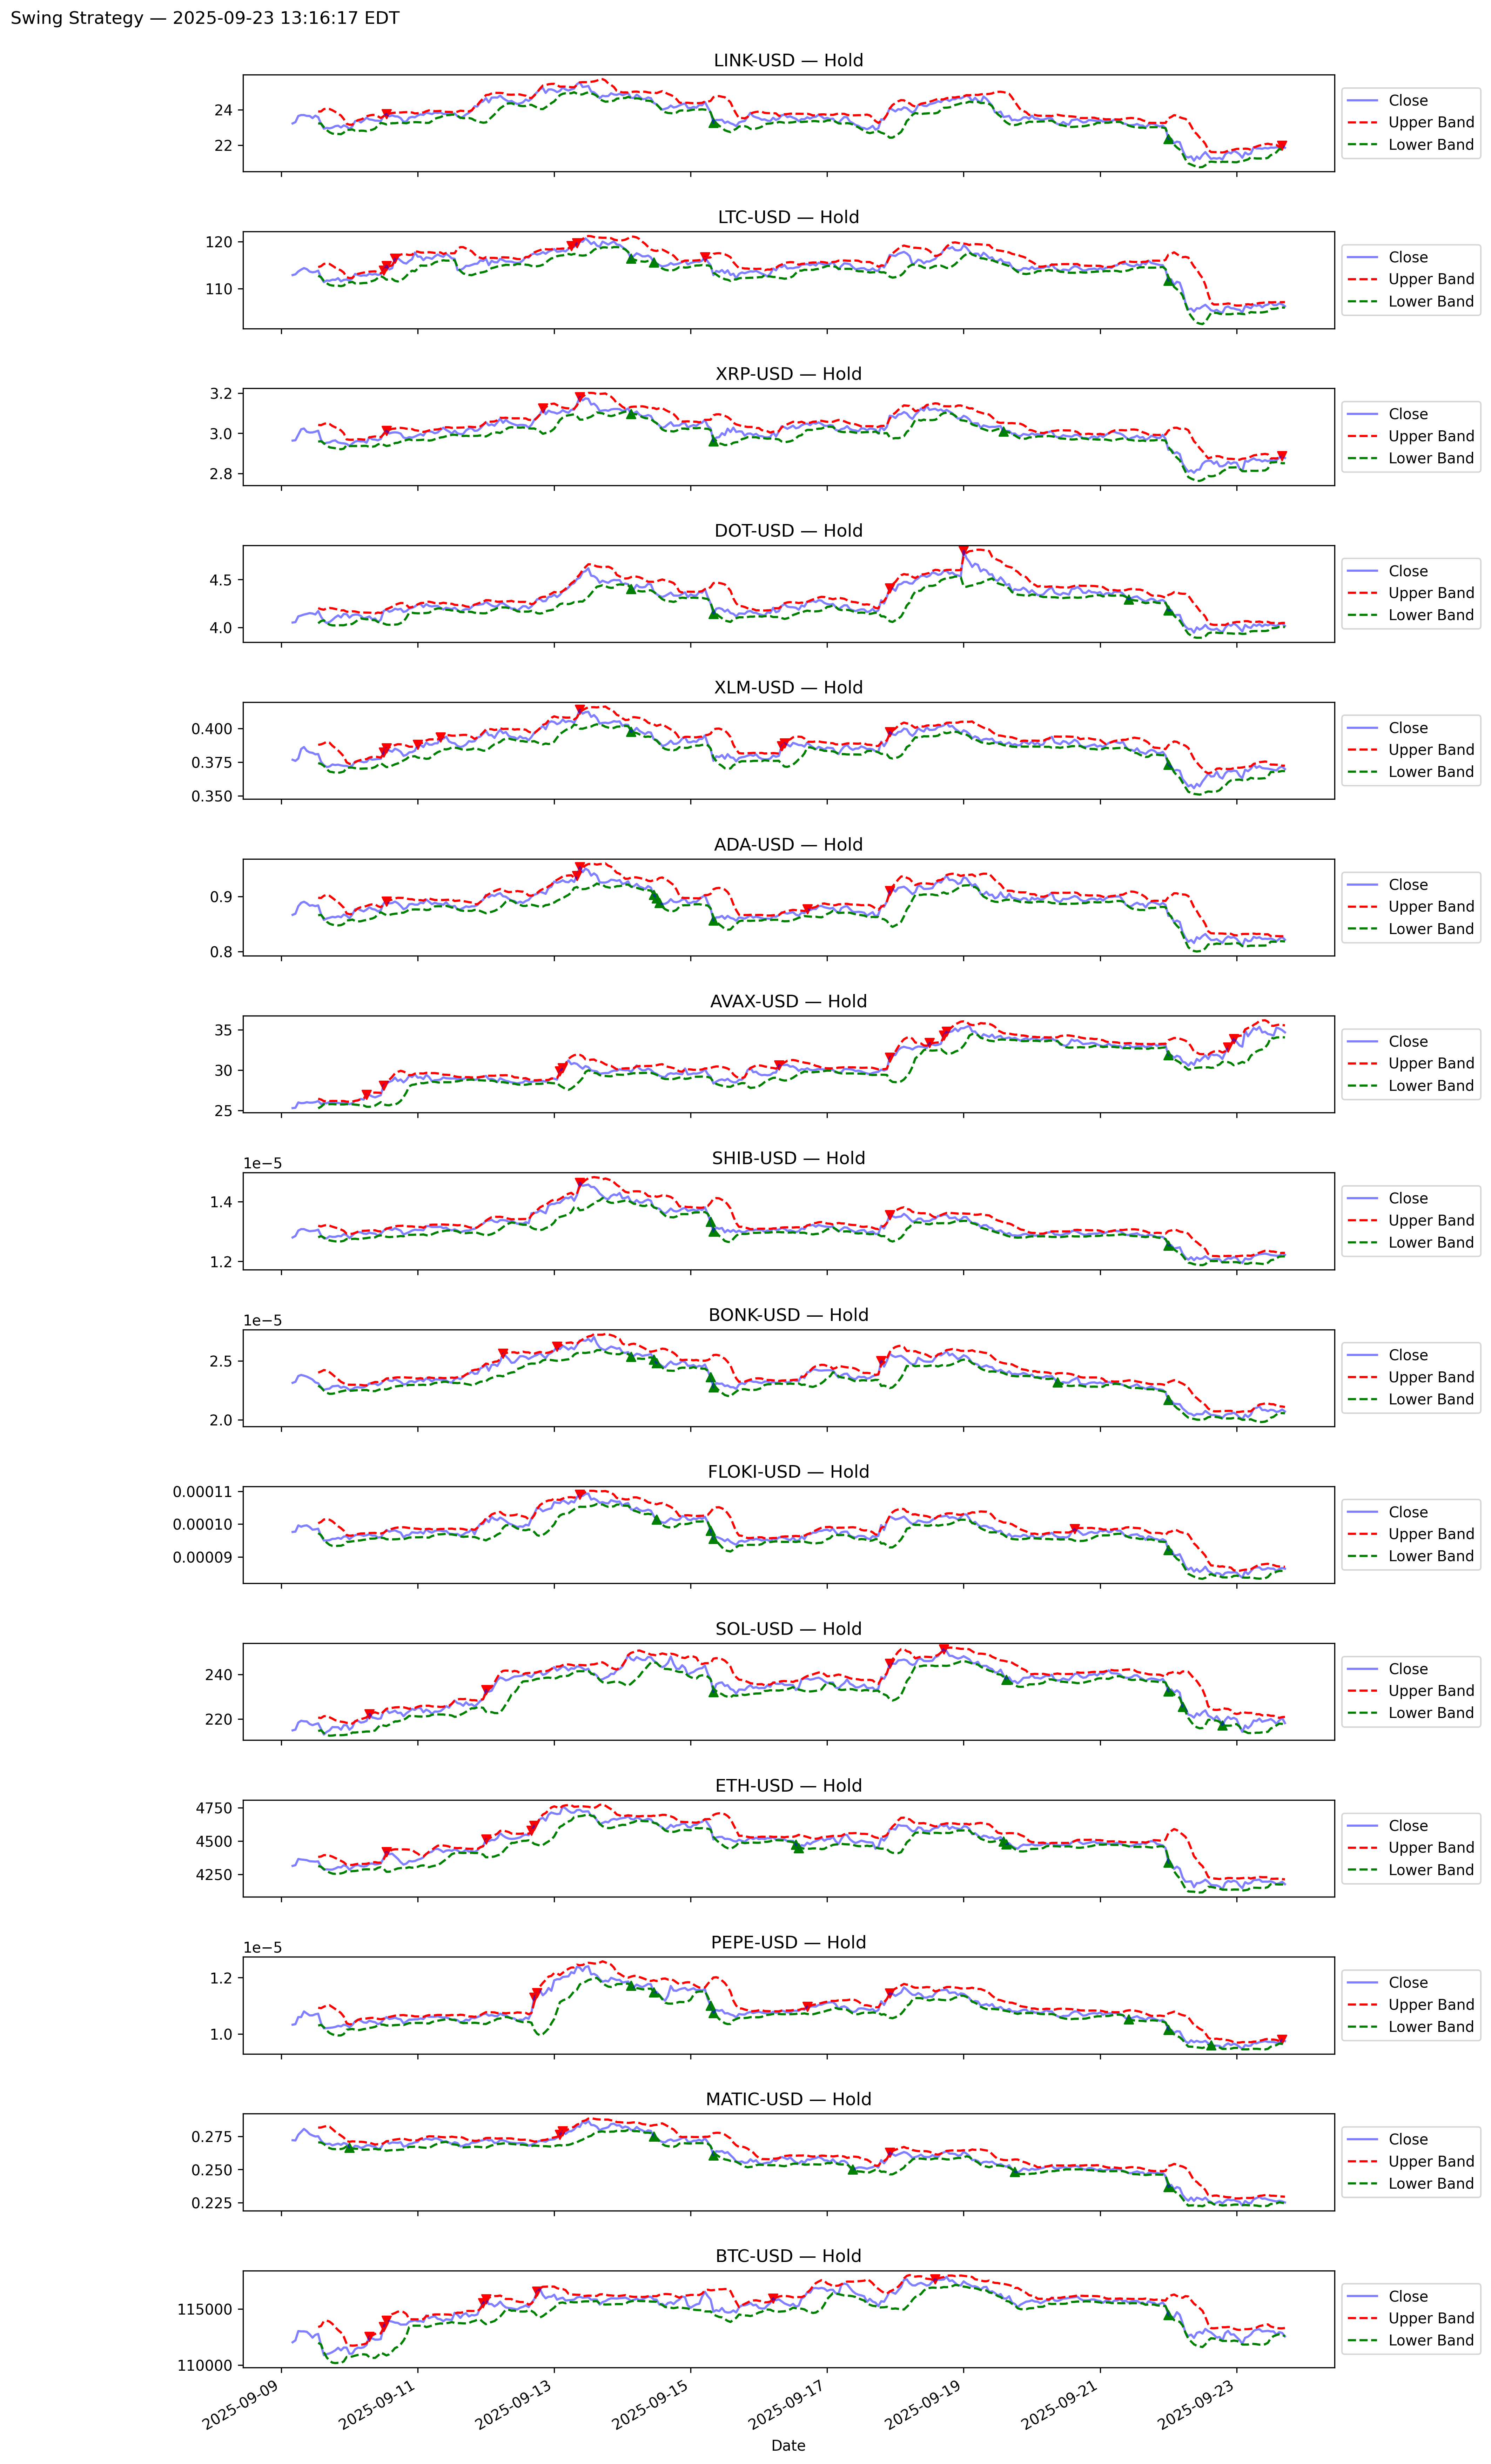 Swing Strategy — 2025-09-23 13:16:17 EDT
LINK-USD — Hold
24
22
Close
Upper Band
Lower Band
LTC-USD — Hold
120
110
Close
Upper Band
Lower Band
XRP-USD — Hold
3.2
3.0
2.8
Close
Upper Band
Lower Band
DOT-USD — Hold
4.5
4.0
Close
Upper Band
Lower Band
XLM-USD — Hold
0.400
0.375
0.350
Close
Upper Band
Lower Band
ADA-USD — Hold
0.9
0.8
Close
Upper Band
Lower Band
AVAX-USD — Hold
35
30
25
Close
Upper Band
Lower Band
SHIB-USD — Hold
1e−5
1.4
1.2
Close
Upper Band
Lower Band
BONK-USD — Hold
1e−5
2.5
2.0
Close
Upper Band
Lower Band
FLOKI-USD — Hold
0.00011
0.00010
0.00009
Close
Upper Band
Lower Band
SOL-USD — Hold
240
220
Close
Upper Band
Lower Band
ETH-USD — Hold
4750
4500
4250
Close
Upper Band
Lower Band
PEPE-USD — Hold
1e−5
1.2
1.0
Close
Upper Band
Lower Band
MATIC-USD — Hold
0.275
0.250
0.225
Close
Upper Band
Lower Band
BTC-USD — Hold
115000
110000
Close
Upper Band
Lower Band
2025-09-09
2025-09-11
2025-09-13
2025-09-15
2025-09-17
2025-09-19
2025-09-21
2025-09-23
Date